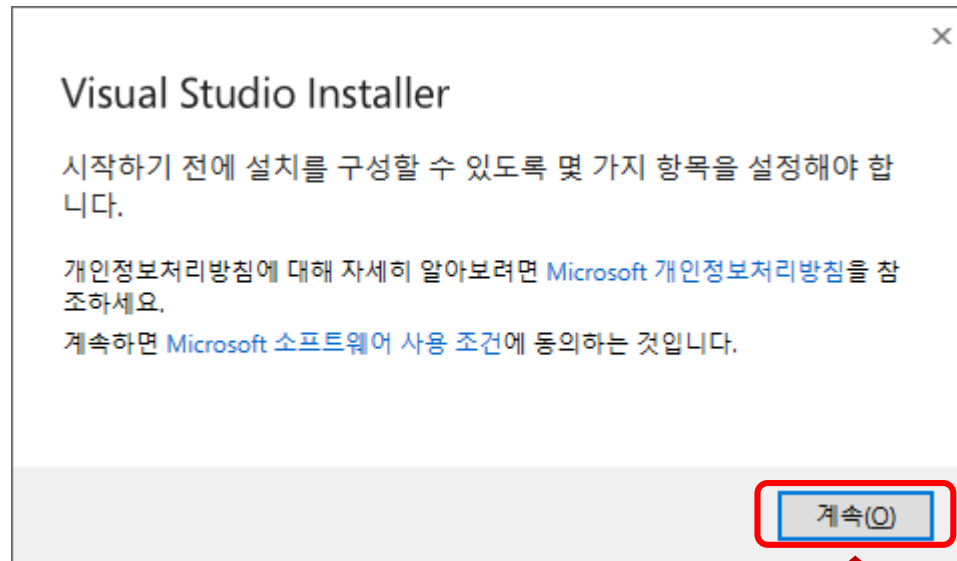 Visual Studio Installer
시작하기 전에 설치를 구성할 수 있도록 몇 가지 항목을 설정해야 합
니다.
개인정보처리방침에 대해 자세히 알아보려면 Microsoft 개인정보처리방침을 참
조하세요.
계속하면 Microsoft 소프트웨어 사용 조건에 동의하는 것입니다.
계속(O)